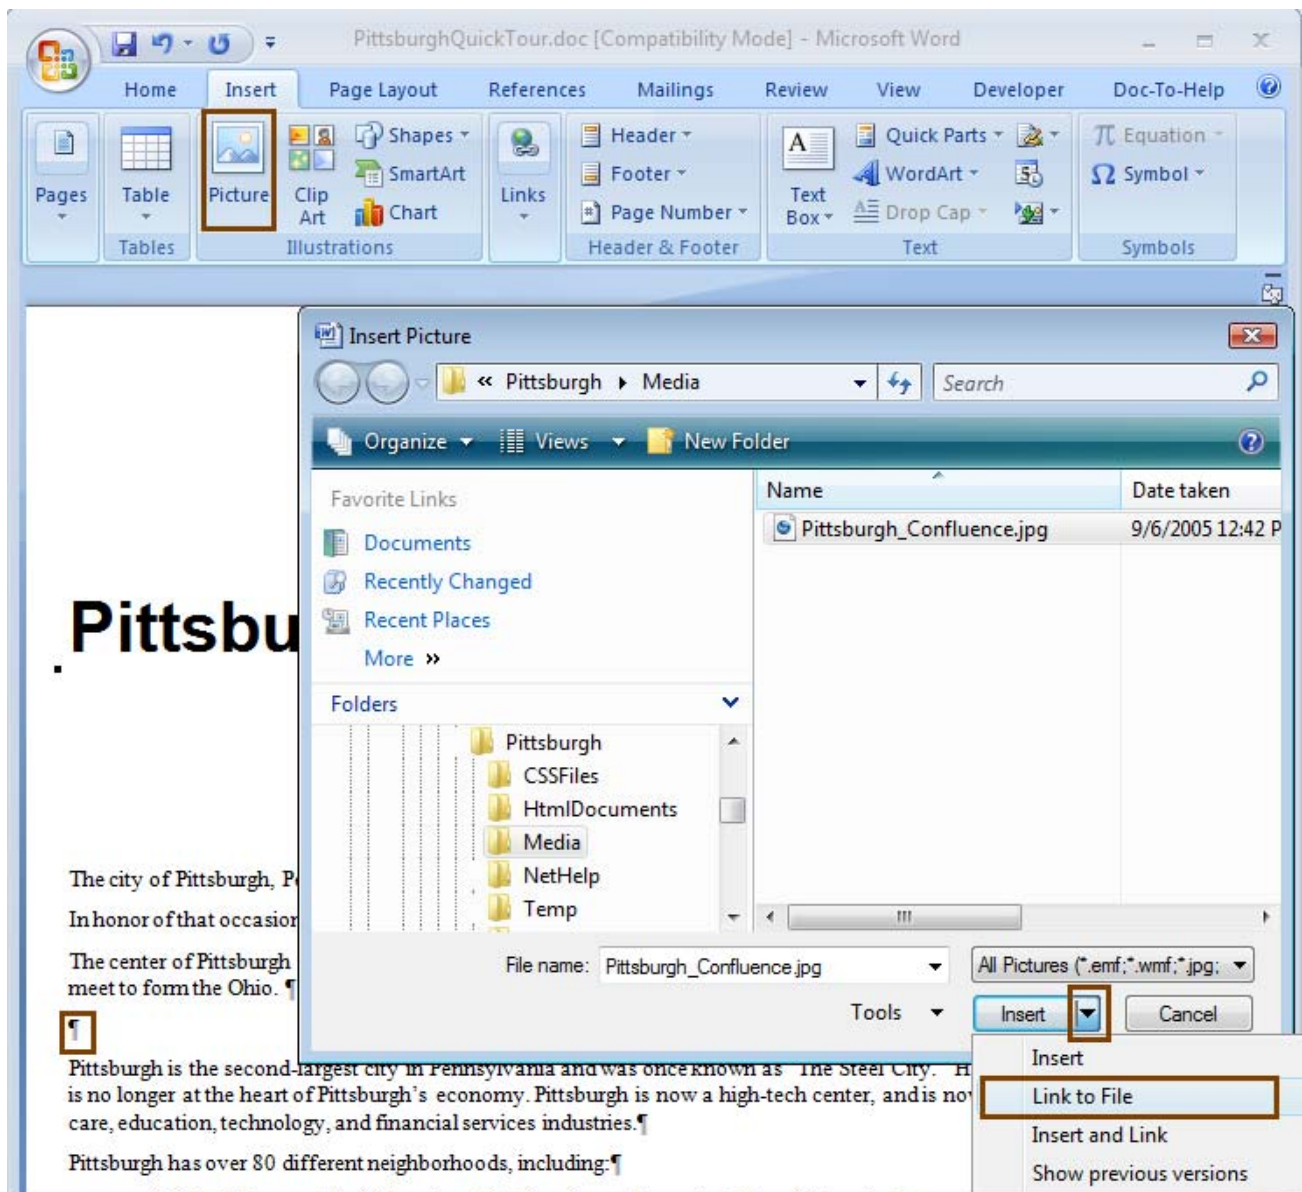 PittsburghQuickTour.doc [Compatibility Mode] - Microsoft Word
Home Insert Page Layout References Mailings Review View Developer Doc-To-Help
Pages
Table
Tables
Picture
Clip Art
Shapes
SmartArt
Chart
Illustrations
Links
Header
Footer
Page Number
Header & Footer
A
Text Box
Quick Parts
WordArt
Drop Cap
Text
π Equation
Ω Symbol
Symbols
Insert Picture
« Pittsburgh Media
Search
Organize Views New Folder
Favorite Links
Documents
Recently Changed
Recent Places
More »
Folders
Pittsburgh
CSSFiles
HtmlDocuments
Media
NetHelp
Temp
Name Date taken
Pittsburgh_Confluence.jpg 9/6/2005 12:42 P
File name: Pittsburgh_Confluence.jpg All Pictures (*.emf;*.wmf;*.jpg;
Tools Insert Cancel
Insert
Link to File
Insert and Link
Show previous versions
Pittsbu
The city of Pittsburgh, P
In honor of that occasion
The center of Pittsburgh
meet to form the Ohio. ¶
¶
Pittsburgh is the second-largest city in Pennsylvania and was once known as "The Steel City." H
is no longer at the heart of Pittsburgh's economy. Pittsburgh is now a high-tech center, and is no
care, education, technology, and financial services industries.¶
Pittsburgh has over 80 different neighborhoods, including:¶